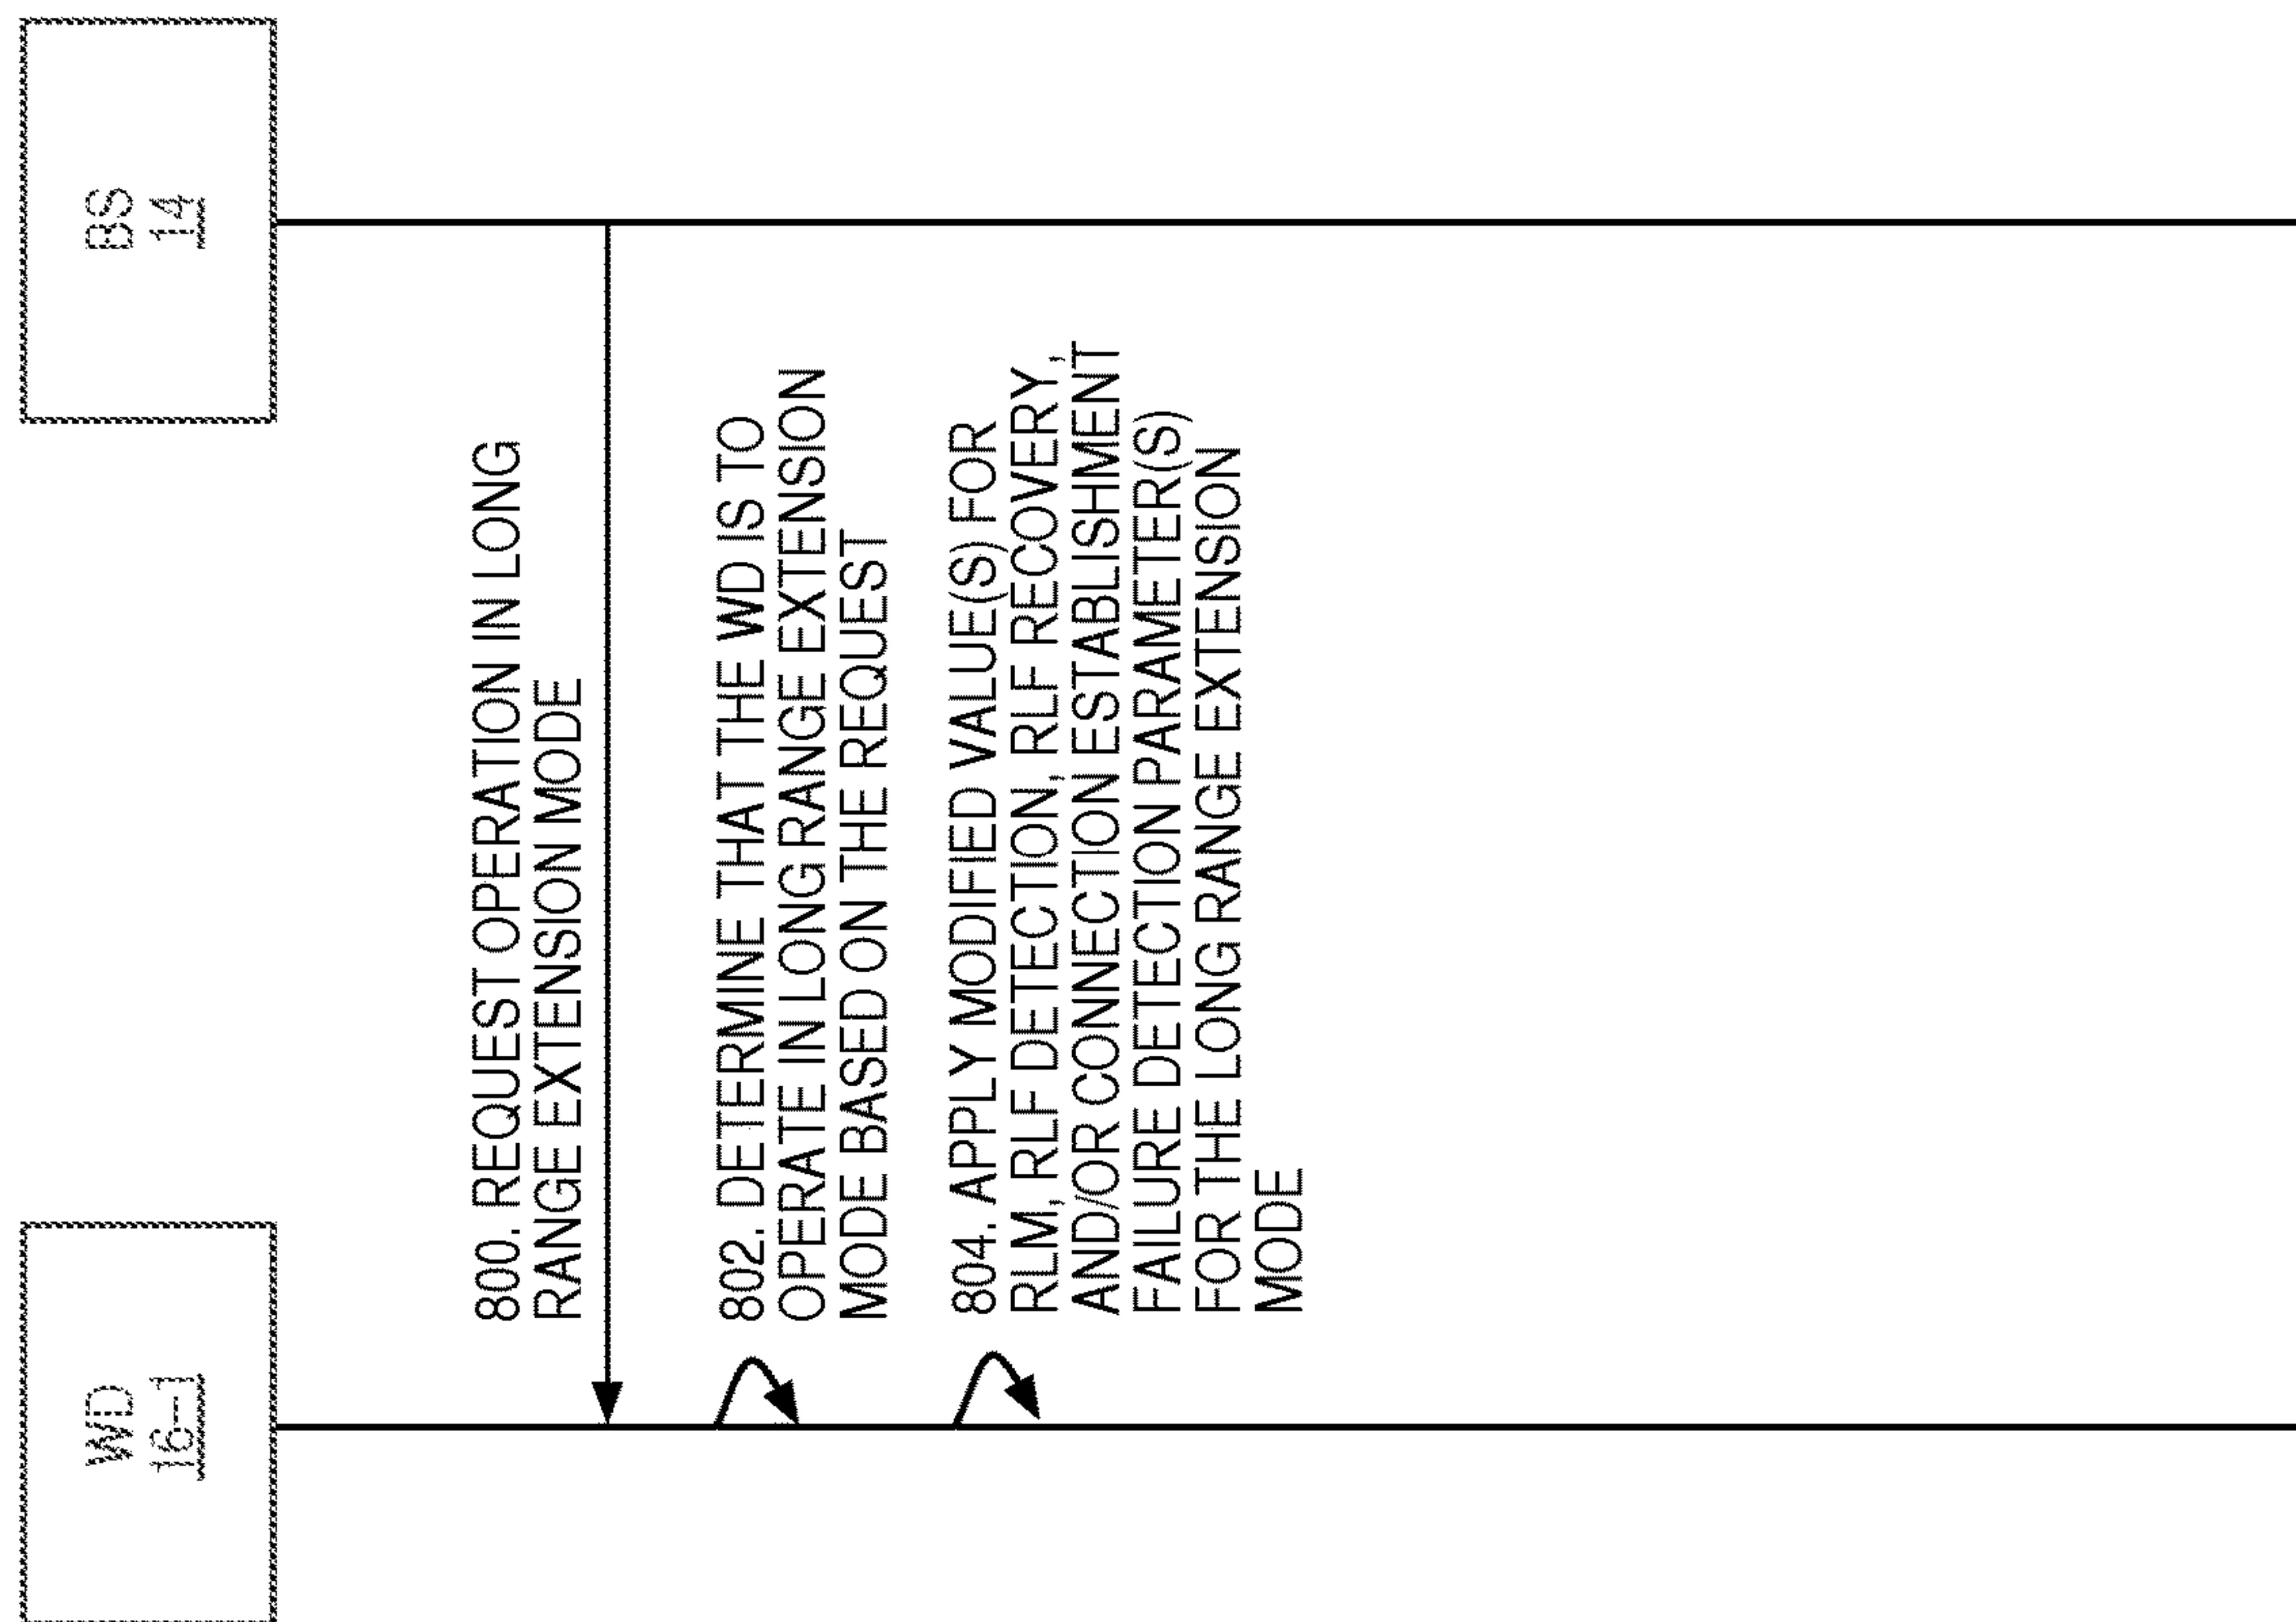 WD
16-1
BS
14
800. REQUEST OPERATION IN LONG
RANGE EXTENSION MODE
802. DETERMINE THAT THE WD IS TO
OPERATE IN LONG RANGE EXTENSION
MODE BASED ON THE REQUEST
804. APPLY MODIFIED VALUE(S) FOR
RLM, RLF DETECTION, RLF RECOVERY,
AND/OR CONNECTION ESTABLISHMENT
FAILURE DETECTION PARAMETER(S)
FOR THE LONG RANGE EXTENSION
MODE